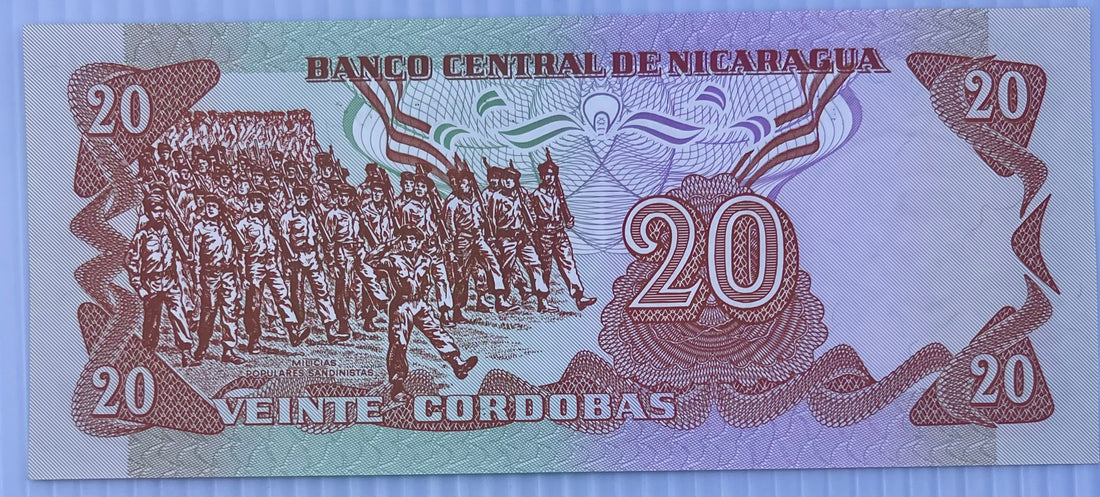 BANCO CENTRAL DE NICARAGUA
20
20
20
MILICIAS
POPULARES SANDINISTAS
20
20
VEINTE CORDOBAS